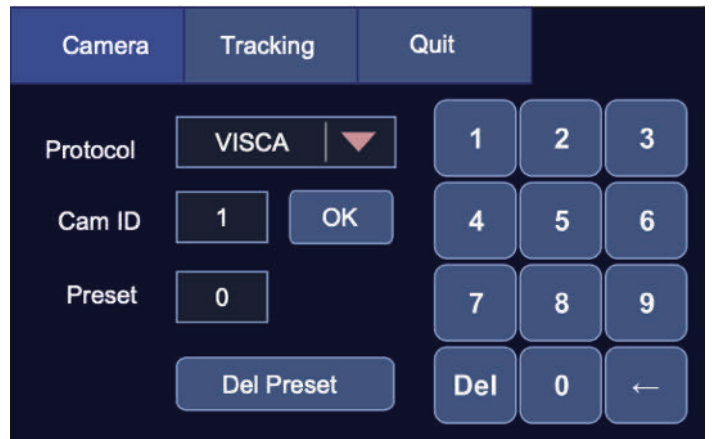 Camera Tracking Quit
Protocol VISCA 1 2 3
Cam ID 1 OK 4 5 6
Preset 0 7 8 9
Del Preset Del 0 ←